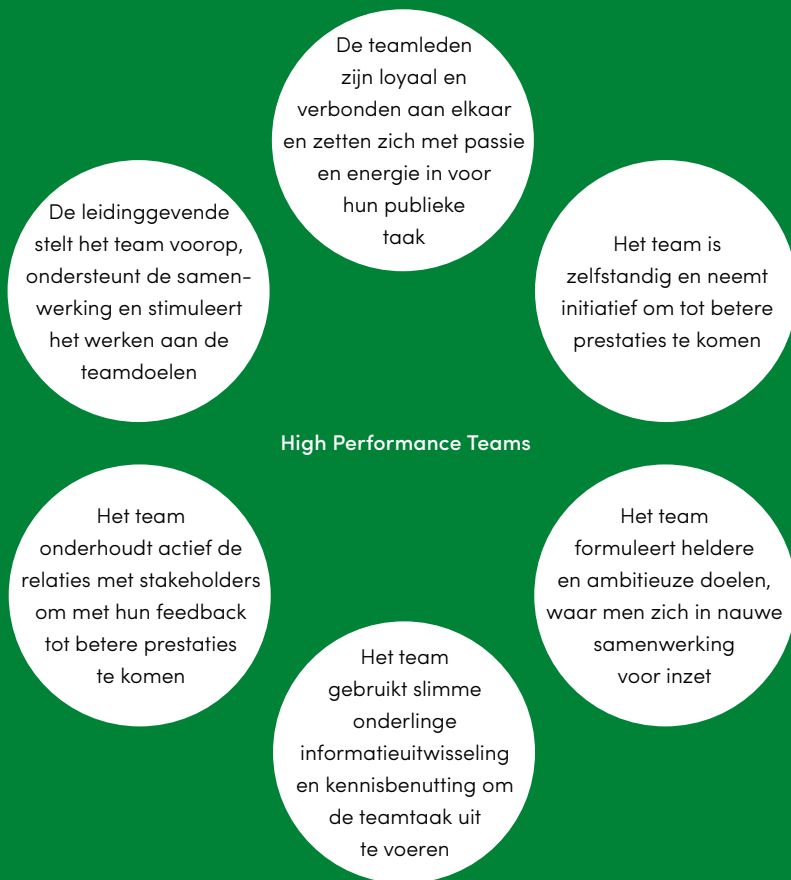 De teamleden
zijn loyaal en
verbonden aan elkaar
en zetten zich met passie
en energie in voor
hun publieke
taak
De leidinggevende
stelt het team voorop,
ondersteunt de samen-
werking en stimuleert
het werken aan de
teamdoelen
Het team is
zelfstandig en neemt
initiatief om tot betere
prestaties te komen
High Performance Teams
Het team
onderhoudt actief de
relaties met stakeholders
om met hun feedback
tot betere prestaties
te komen
Het team
formuleert heldere
en ambitieuze doelen,
waar men zich in nauwe
samenwerking
voor inzet
Het team
gebruikt slimme
onderlinge
informatieuitwisseling
en kennisbenutting om
de teamtaak uit
te voeren